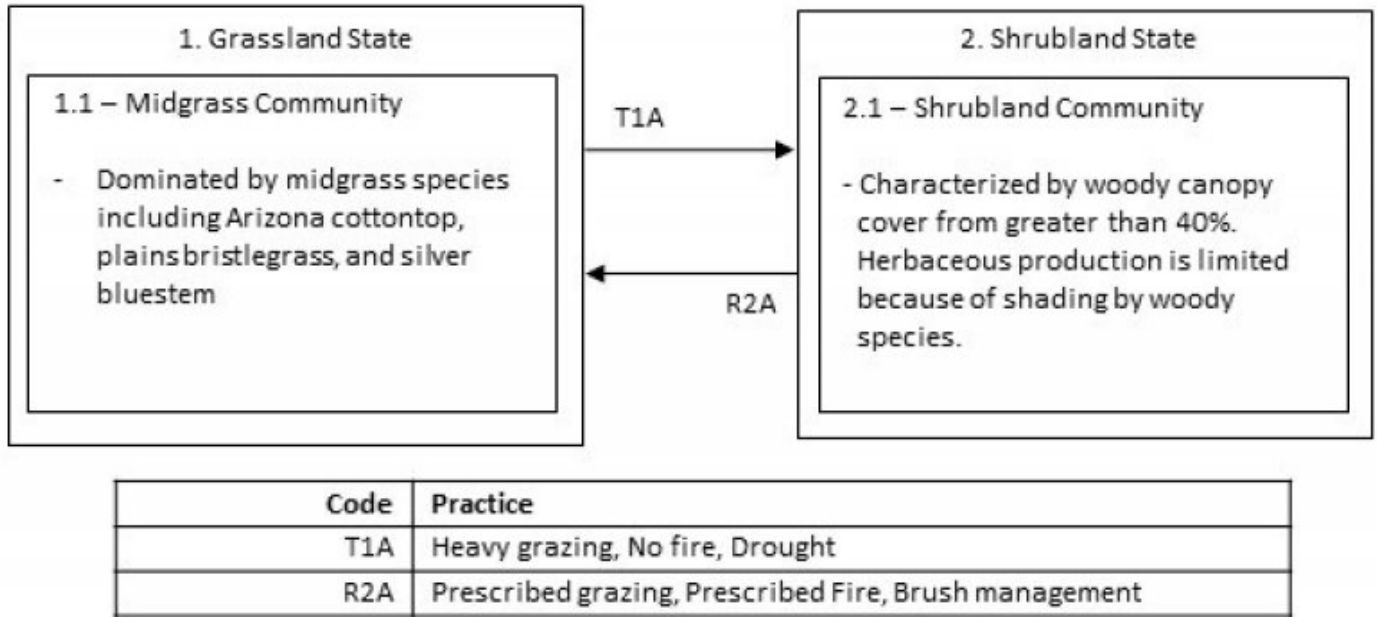 1. Grassland State
1.1 – Midgrass Community
- Dominated by midgrass species
including Arizona cottontop,
plains bristlegrass, and silver
bluestem
T1A
R2A
2. Shrubland State
2.1 – Shrubland Community
- Characterized by woody canopy
cover from greater than 40%.
Herbaceous production is limited
because of shading by woody
species.
Code Practice
T1A Heavy grazing, No fire, Drought
R2A Prescribed grazing, Prescribed Fire, Brush management